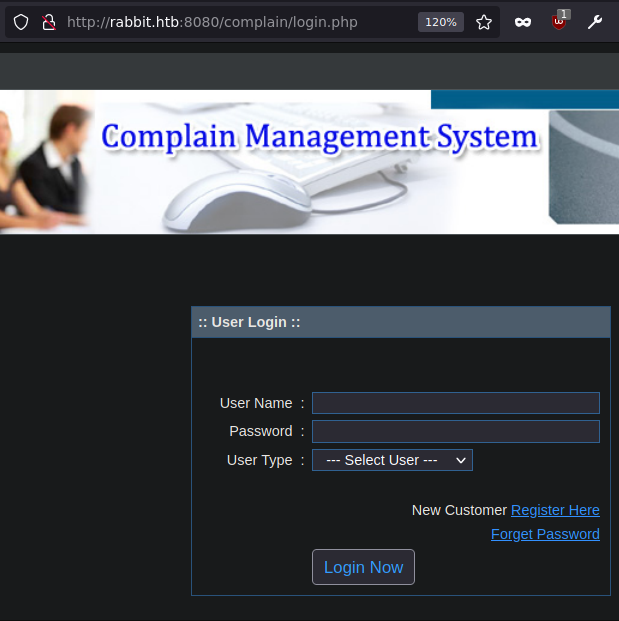 http://rabbit.htb:8080/complain/login.php 120% 1
Complain Management System
:: User Login ::
User Name :
Password :
User Type : --- Select User ---
New Customer Register Here
Forget Password
Login Now